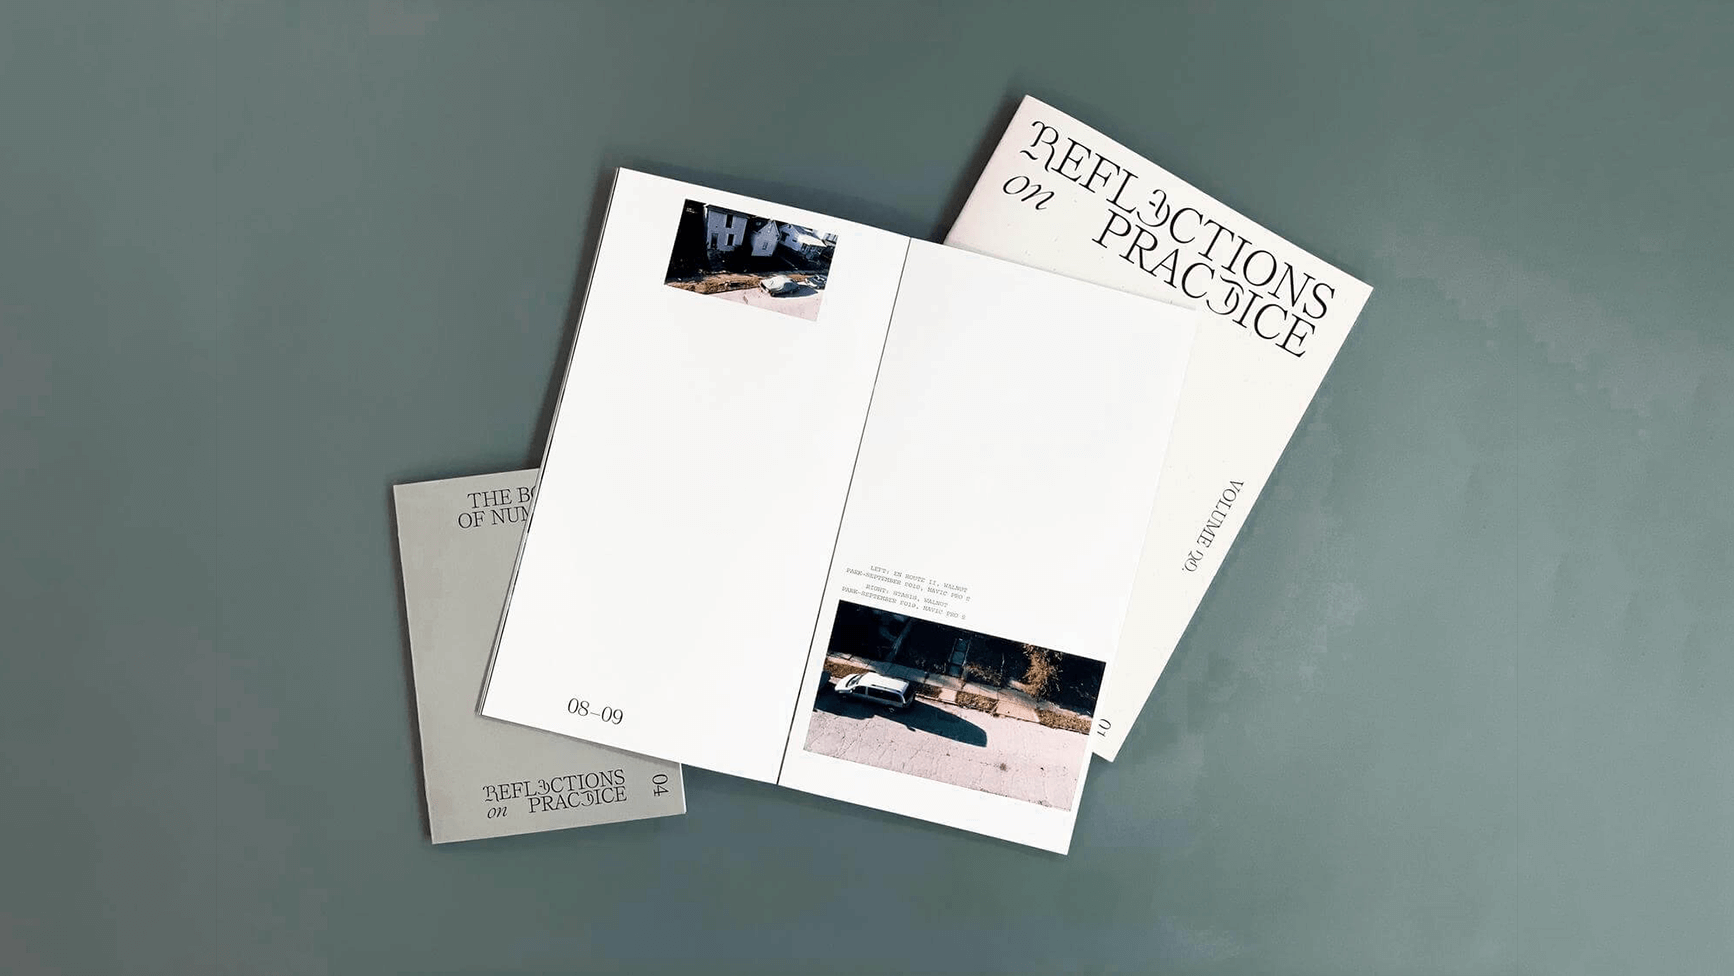 REFLECTIONS
on PRACTICE
VOLUME
01
LEFT: EN ROUTE II, WALNUT
PARK-SEPTEMBER 2019, MAVIC PRO 2
RIGHT: STASIS, WALNUT
PARK-SEPTEMBER 2019, MAVIC PRO 2
08–09
THE BO
OF NUM
REFLECTIONS
on PRACTICE
04